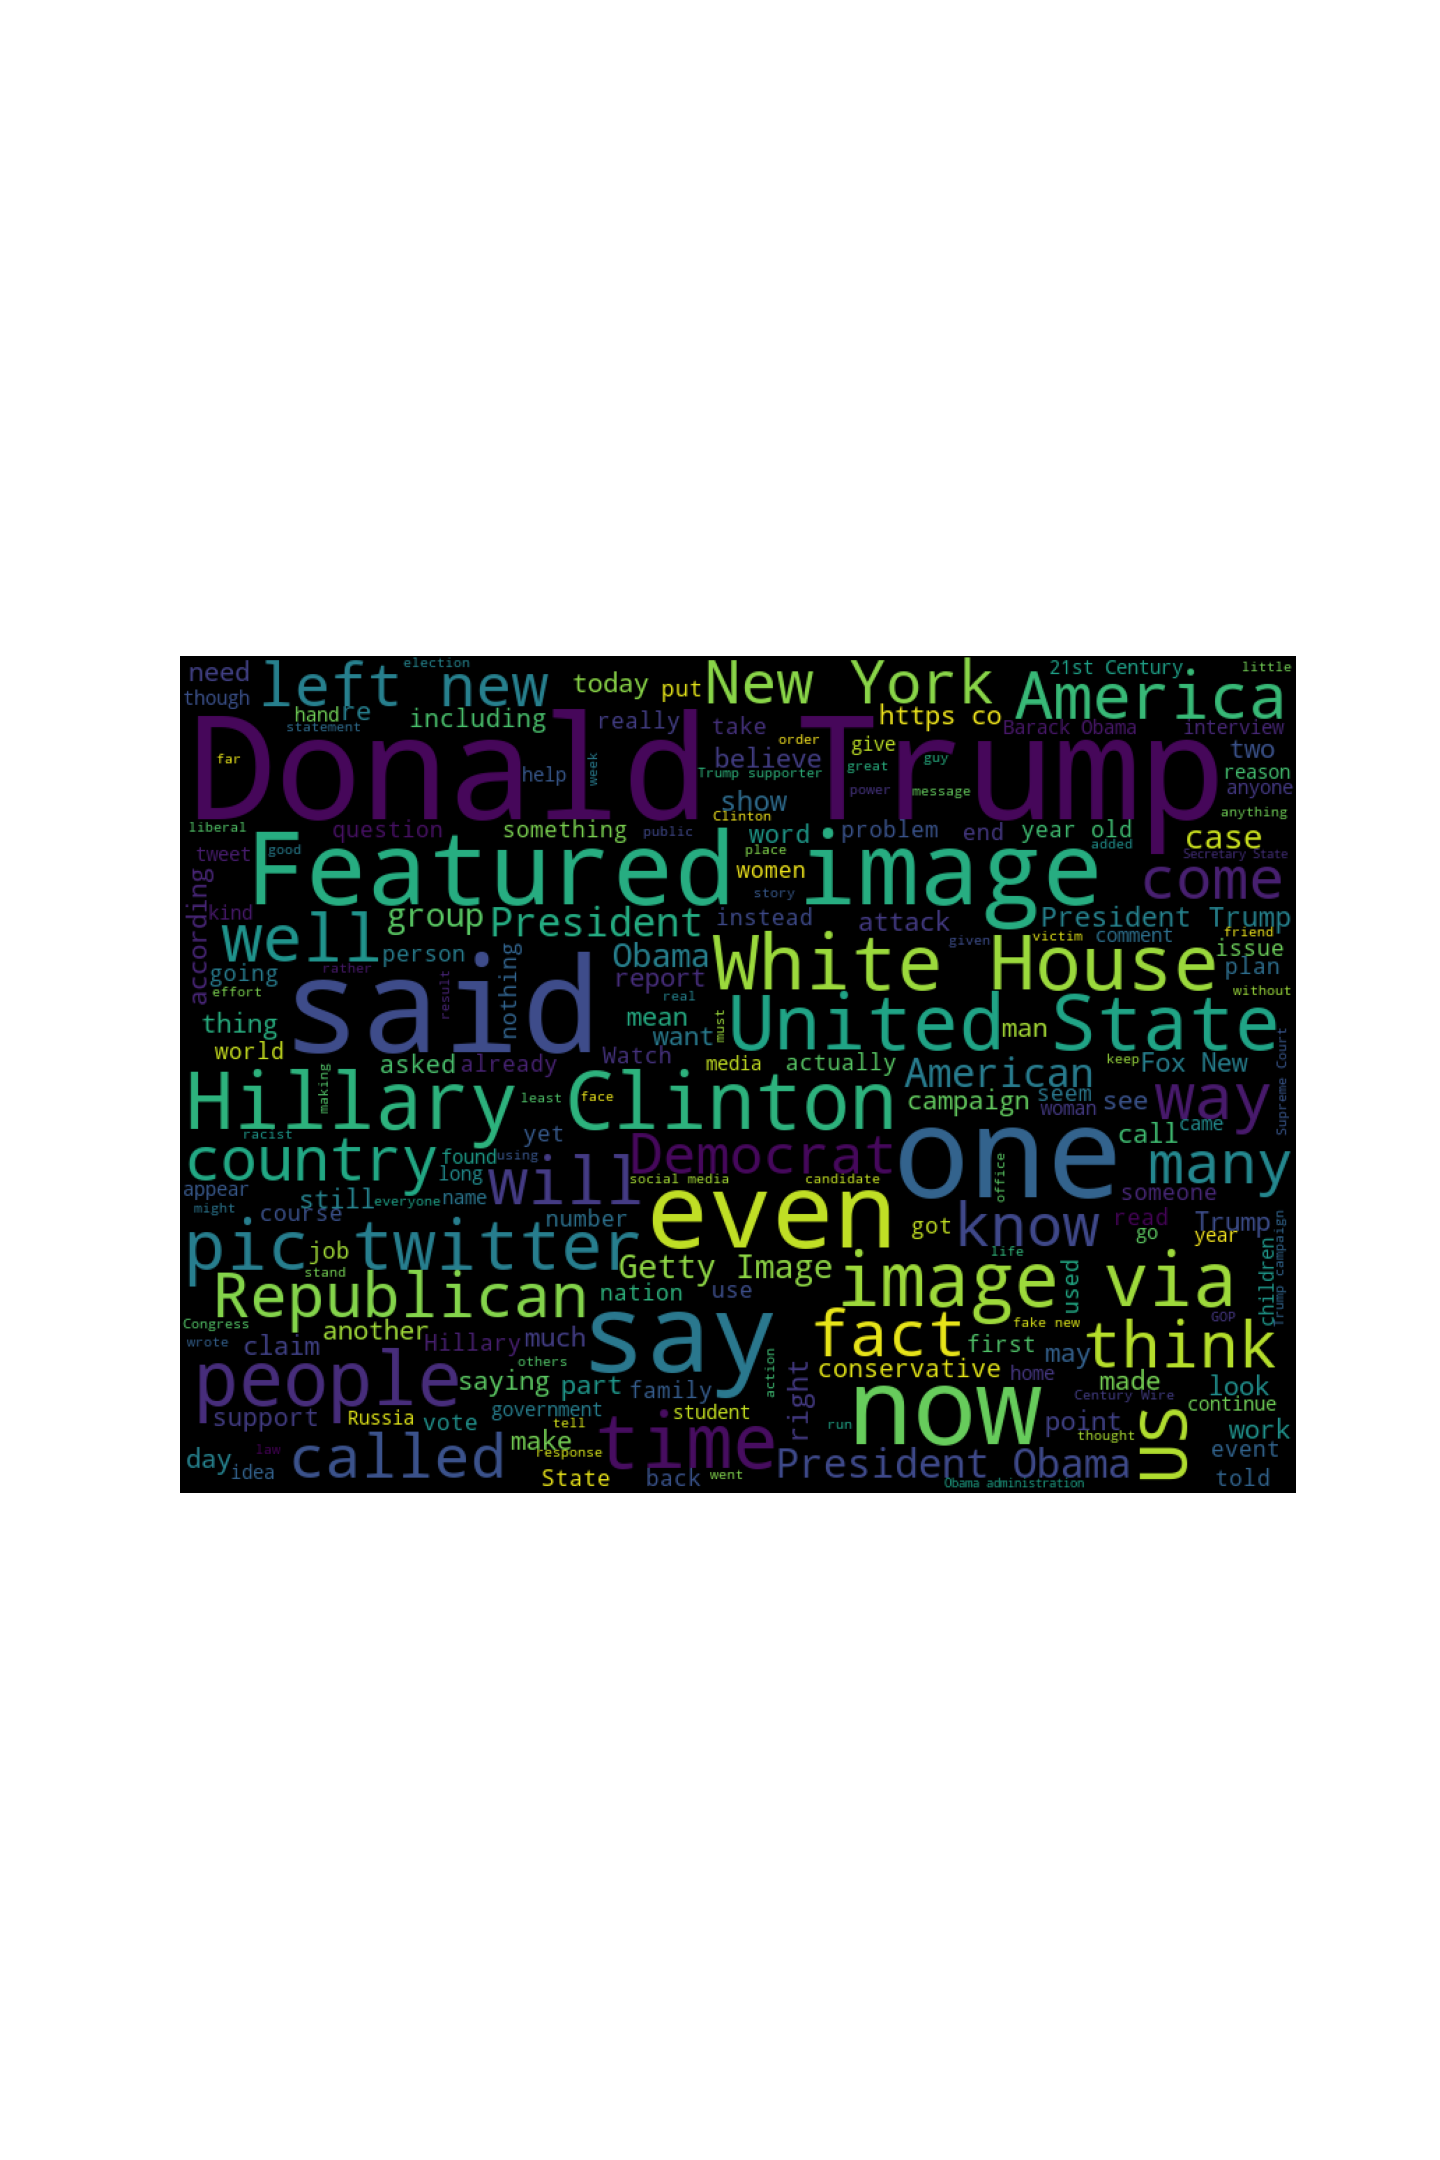 need left new election today put New York 21st Century little
though hand re including really take https co America
statement Barack Obama interview
Donald Trump
far help week believe order give guy two
Trump supporter great reason
show power message anyone
Clinton anything
liberal question something public word problem end year old case
tweet good Featured image place added Secretary State
kind women story come
according group President instead attack President Trump
well person Obama given victim comment friend issue
going rather nothing report White House plan
effort said result real without
thing mean United State man
world want must
asked already Watch media actually American keep Fox New
making Hillary Clinton least face campaign seem woman see way Supreme Court
racist yet Democrat one call came
country found using will many
appear long social media candidate office someone
might still everyone name even
course number got know read Trump
pic twitter job life go year
stand Getty Image image via used children Trump campaign
Republican nation use
Congress another say fact fake new GOP
wrote claim Hillary much first think
others conservative may
people saying part family action right home made look
support government now Century Wire continue
Russia vote tell student run point us work
called make time thought event
day law response President Obama
idea State back went told
Obama administration